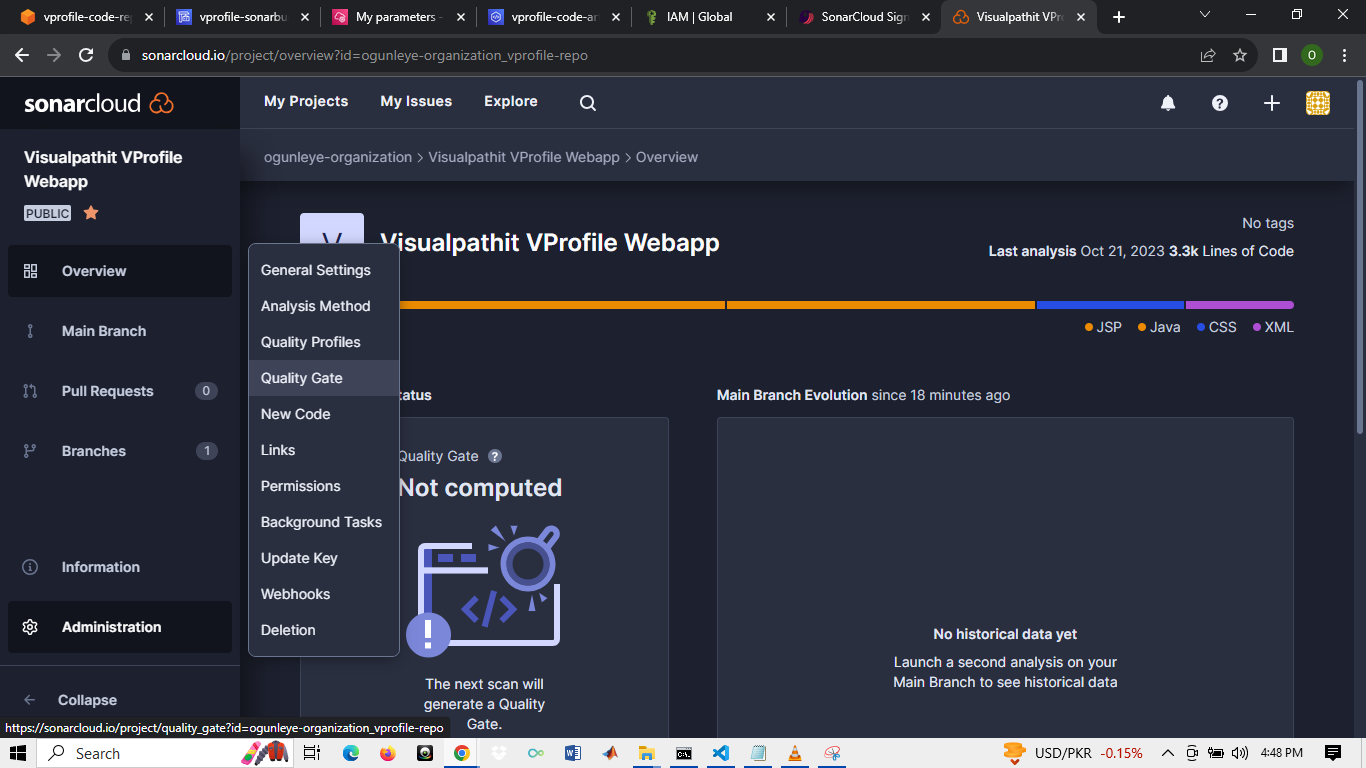 vprofile-code-rep
vprofile-sonarbu
My parameters -
vprofile-code-ar
IAM | Global
SonarCloud Sign
Visualpathit VPro
sonarcloud.io/project/overview?id=ogunleye-organization_vprofile-repo
O
sonarcloud
My Projects
My Issues
Explore
Visualpathit VProfile
Webapp
PUBLIC
ogunleye-organization > Visualpathit VProfile Webapp > Overview
Overview
Main Branch
Pull Requests 0
Branches 1
Information
Administration
Collapse
General Settings
Analysis Method
Quality Profiles
Quality Gate
New Code
Links
Permissions
Background Tasks
Update Key
Webhooks
Deletion
V
Visualpathit VProfile Webapp
No tags
Last analysis Oct 21, 2023 3.3k Lines of Code
JSP Java CSS XML
tatus
Quality Gate ?
Not computed
The next scan will
generate a Quality
Gate.
Main Branch Evolution since 18 minutes ago
No historical data yet
Launch a second analysis on your
Main Branch to see historical data
https://sonarcloud.io/project/quality_gate?id=ogunleye-organization_vprofile-repo
Search
USD/PKR -0.15%
4:48 PM